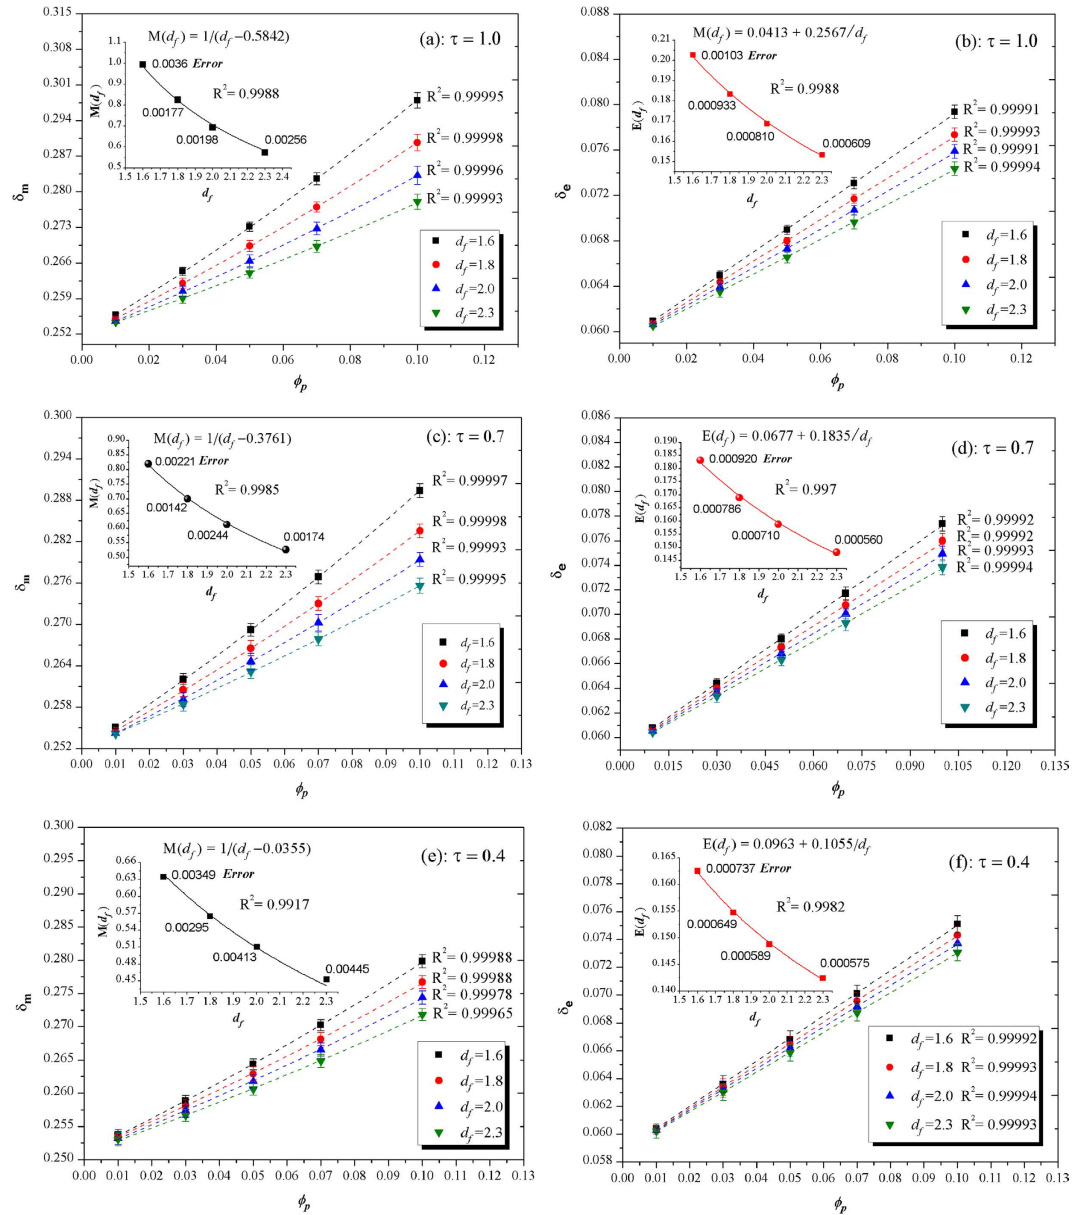 (a): τ = 1.0
M(d_f) = 1/(d_f −0.5842)
0.0036 Error
R² = 0.9988
0.00177
0.00198
0.00256
M(d_f)
1.1
1.0
0.9
0.8
0.7
0.6
0.5
1.5 1.6 1.7 1.8 1.9 2.0 2.1 2.2 2.3 2.4
d_f
R² = 0.99995
R² = 0.99998
R² = 0.99996
R² = 0.99993
d_f =1.6
d_f =1.8
d_f =2.0
d_f =2.3
δ_m
0.315
0.308
0.301
0.294
0.287
0.280
0.273
0.266
0.259
0.252
0.00 0.02 0.04 0.06 0.08 0.10 0.12
ϕ_p
(b): τ = 1.0
M(d_f) = 0.0413 + 0.2567/d_f
0.00103 Error
R² = 0.9988
0.000933
0.000810
0.000609
E(d_f)
0.21
0.20
0.19
0.18
0.17
0.16
0.15
1.5 1.6 1.7 1.8 1.9 2.0 2.1 2.2 2.3
d_f
R² = 0.99991
R² = 0.99993
R² = 0.99991
R² = 0.99994
d_f =1.6
d_f =1.8
d_f =2.0
d_f =2.3
δ_e
0.088
0.084
0.080
0.076
0.072
0.068
0.064
0.060
0.00 0.02 0.04 0.06 0.08 0.10 0.12
ϕ_p
(c): τ = 0.7
M(d_f) = 1/(d_f −0.3761)
0.00221 Error
R² = 0.9985
0.00142
0.00244
0.00174
M(d_f)
0.90
0.85
0.80
0.75
0.70
0.65
0.60
0.55
0.50
1.5 1.6 1.7 1.8 1.9 2.0 2.1 2.2 2.3
d_f
R² = 0.99997
R² = 0.99998
R² = 0.99993
R² = 0.99995
d_f =1.6
d_f =1.8
d_f =2.0
d_f =2.3
δ_m
0.300
0.294
0.288
0.282
0.276
0.270
0.264
0.258
0.252
0.00 0.01 0.02 0.03 0.04 0.05 0.06 0.07 0.08 0.09 0.10 0.11 0.12 0.13
ϕ_p
(d): τ = 0.7
E(d_f) = 0.0677 + 0.1835/d_f
0.000920 Error
R² = 0.997
0.000786
0.000710
0.000560
E(d_f)
0.190
0.185
0.180
0.175
0.170
0.165
0.160
0.155
0.150
0.145
1.5 1.6 1.7 1.8 1.9 2.0 2.1 2.2 2.3
d_f
R² = 0.99992
R² = 0.99992
R² = 0.99993
R² = 0.99994
d_f =1.6
d_f =1.8
d_f =2.0
d_f =2.3
δ_e
0.086
0.084
0.082
0.080
0.078
0.076
0.074
0.072
0.070
0.068
0.066
0.064
0.062
0.060
0.000 0.015 0.030 0.045 0.060 0.075 0.090 0.105 0.120 0.135
ϕ_p
(e): τ = 0.4
M(d_f) = 1/(d_f −0.0355)
0.00349 Error
R² = 0.9917
0.00295
0.00413
0.00445
M(d_f)
0.66
0.63
0.60
0.57
0.54
0.51
0.48
0.45
1.5 1.6 1.7 1.8 1.9 2.0 2.1 2.2 2.3
d_f
R² = 0.99988
R² = 0.99988
R² = 0.99978
R² = 0.99965
d_f =1.6
d_f =1.8
d_f =2.0
d_f =2.3
δ_m
0.300
0.295
0.290
0.285
0.280
0.275
0.270
0.265
0.260
0.255
0.250
0.00 0.01 0.02 0.03 0.04 0.05 0.06 0.07 0.08 0.09 0.10 0.11 0.12 0.13
ϕ_p
(f): τ = 0.4
E(d_f) = 0.0963 + 0.1055/d_f
0.000737 Error
R² = 0.9982
0.000649
0.000589
0.000575
E(d_f)
0.165
0.160
0.155
0.150
0.145
0.140
1.5 1.6 1.7 1.8 1.9 2.0 2.1 2.2 2.3
d_f
d_f =1.6 R² = 0.99992
d_f =1.8 R² = 0.99993
d_f =2.0 R² = 0.99994
d_f =2.3 R² = 0.99993
δ_e
0.082
0.080
0.078
0.076
0.074
0.072
0.070
0.068
0.066
0.064
0.062
0.060
0.058
0.00 0.01 0.02 0.03 0.04 0.05 0.06 0.07 0.08 0.09 0.10 0.11 0.12 0.13
ϕ_p